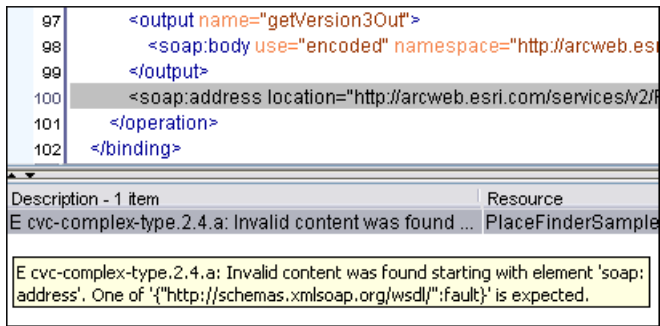 97 <output name="getVersion3Out">
98 <soap:body use="encoded" namespace="http://arcweb.esr
99 </output>
100 <soap:address location="http://arcweb.esri.com/services/v2/
101 </operation>
102 </binding>
Description - 1 item Resource
E cvc-complex-type.2.4.a: Invalid content was found ... PlaceFinderSample
E cvc-complex-type.2.4.a: Invalid content was found starting with element 'soap:
address'. One of '{"http://schemas.xmlsoap.org/wsdl/":fault}' is expected.